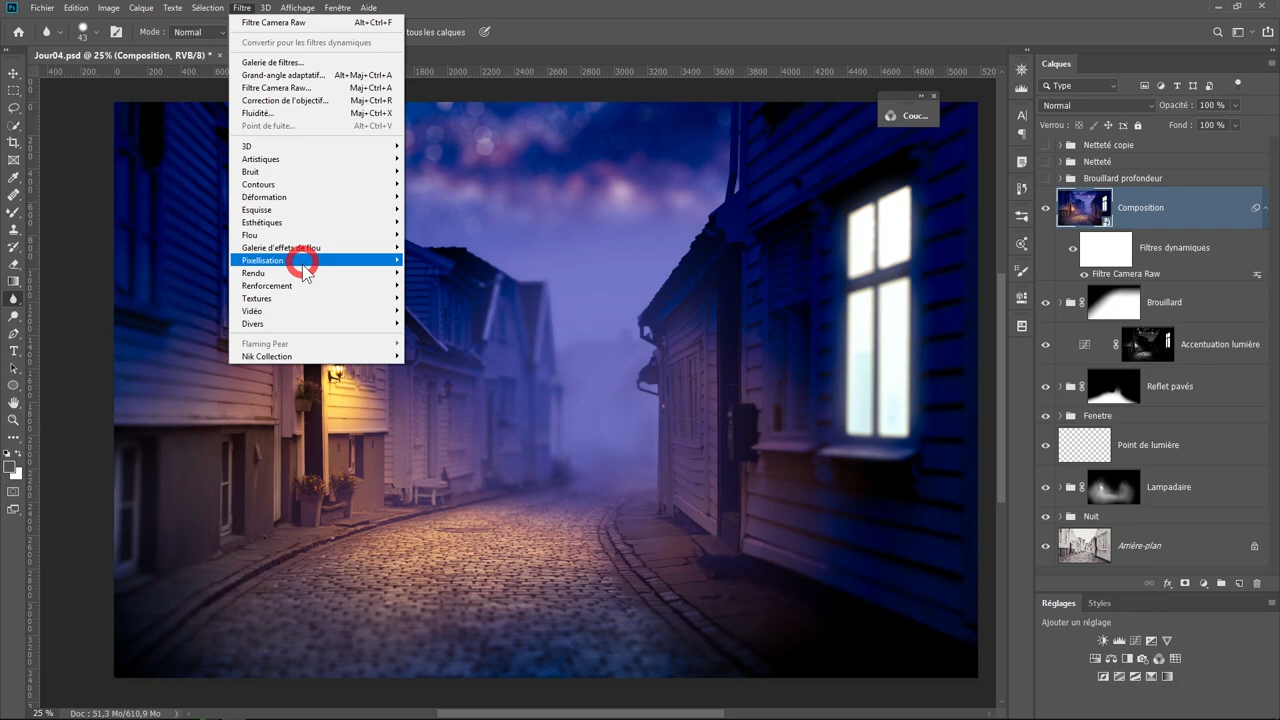 Fichier Edition Image Calque Texte Sélection Filtre 3D Affichage Fenêtre Aide
43 Mode : Normal tous les calques
Jour04.psd @ 25% (Composition, RVB/8) * ×
400 200 0 200 400 600 1800 2000 2200 2400 2600 2800 3000 3200 3400 3600 3800 4000 4200 4400 4600 4800 5000 520
Filtre Camera Raw Alt+Ctrl+F
Convertir pour les filtres dynamiques
Galerie de filtres...
Grand-angle adaptatif... Alt+Maj+Ctrl+A
Filtre Camera Raw... Maj+Ctrl+A
Correction de l'objectif... Maj+Ctrl+R
Fluidité... Maj+Ctrl+X
Point de fuite... Alt+Ctrl+V
3D
Artistiques
Bruit
Contours
Déformation
Esquisse
Esthétiques
Flou
Galerie d'effets de flou
Pixellisation
Rendu
Renforcement
Textures
Vidéo
Divers
Flaming Pear
Nik Collection
Couc...
Calques
Type
Normal Opacité : 100 %
Verrou : Fond : 100 %
Netteté copie
Netteté
Brouillard profondeur
Composition
Filtres dynamiques
Filtre Camera Raw
Brouillard
Accentuation lumière
Reflet pavés
Fenetre
Point de lumière
Lampadaire
Nuit
Arrière-plan
Réglages Styles
Ajouter un réglage
25 % Doc : 51,3 Mo/610,9 Mo